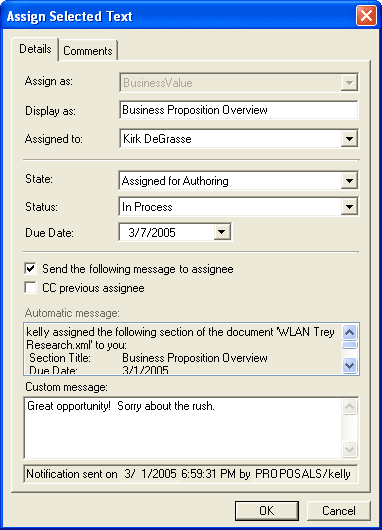 Assign Selected Text
Details Comments
Assign as: BusinessValue
Display as: Business Proposition Overview
Assigned to: Kirk DeGrasse
State: Assigned for Authoring
Status: In Process
Due Date: 3/7/2005
Send the following message to assignee
CC previous assignee
Automatic message:
kelly assigned the following section of the document 'WLAN Trey
Research.xml' to you:
Section Title: Business Proposition Overview
Due Date: 3/1/2005
Custom message:
Great opportunity! Sorry about the rush.
Notification sent on 3/ 1/2005 6:59:31 PM by PROPOSALS/kelly
OK Cancel